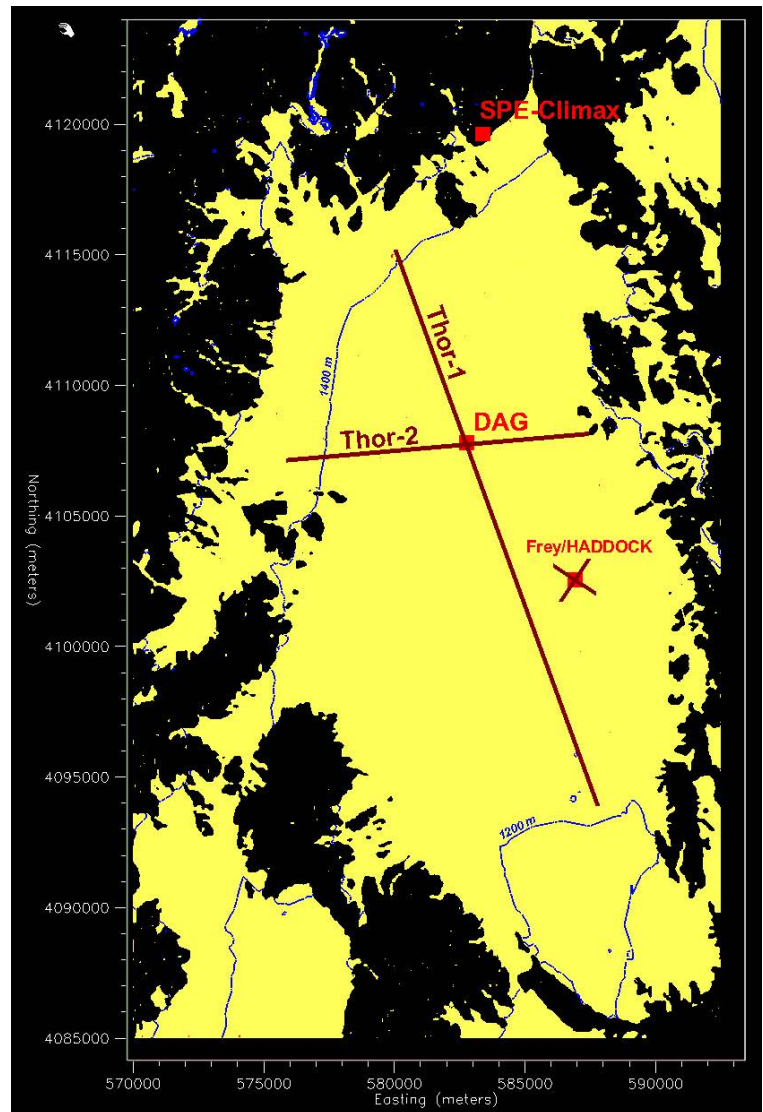 SPE-Climax
4120000
4115000
Thor-1
1400 m
4110000
DAG
Thor-2
Northing (meters)
4105000
Frey/HADDOCK
4100000
4095000
1200 m
4090000
4085000
570000 575000 580000 585000 590000
Easting (meters)